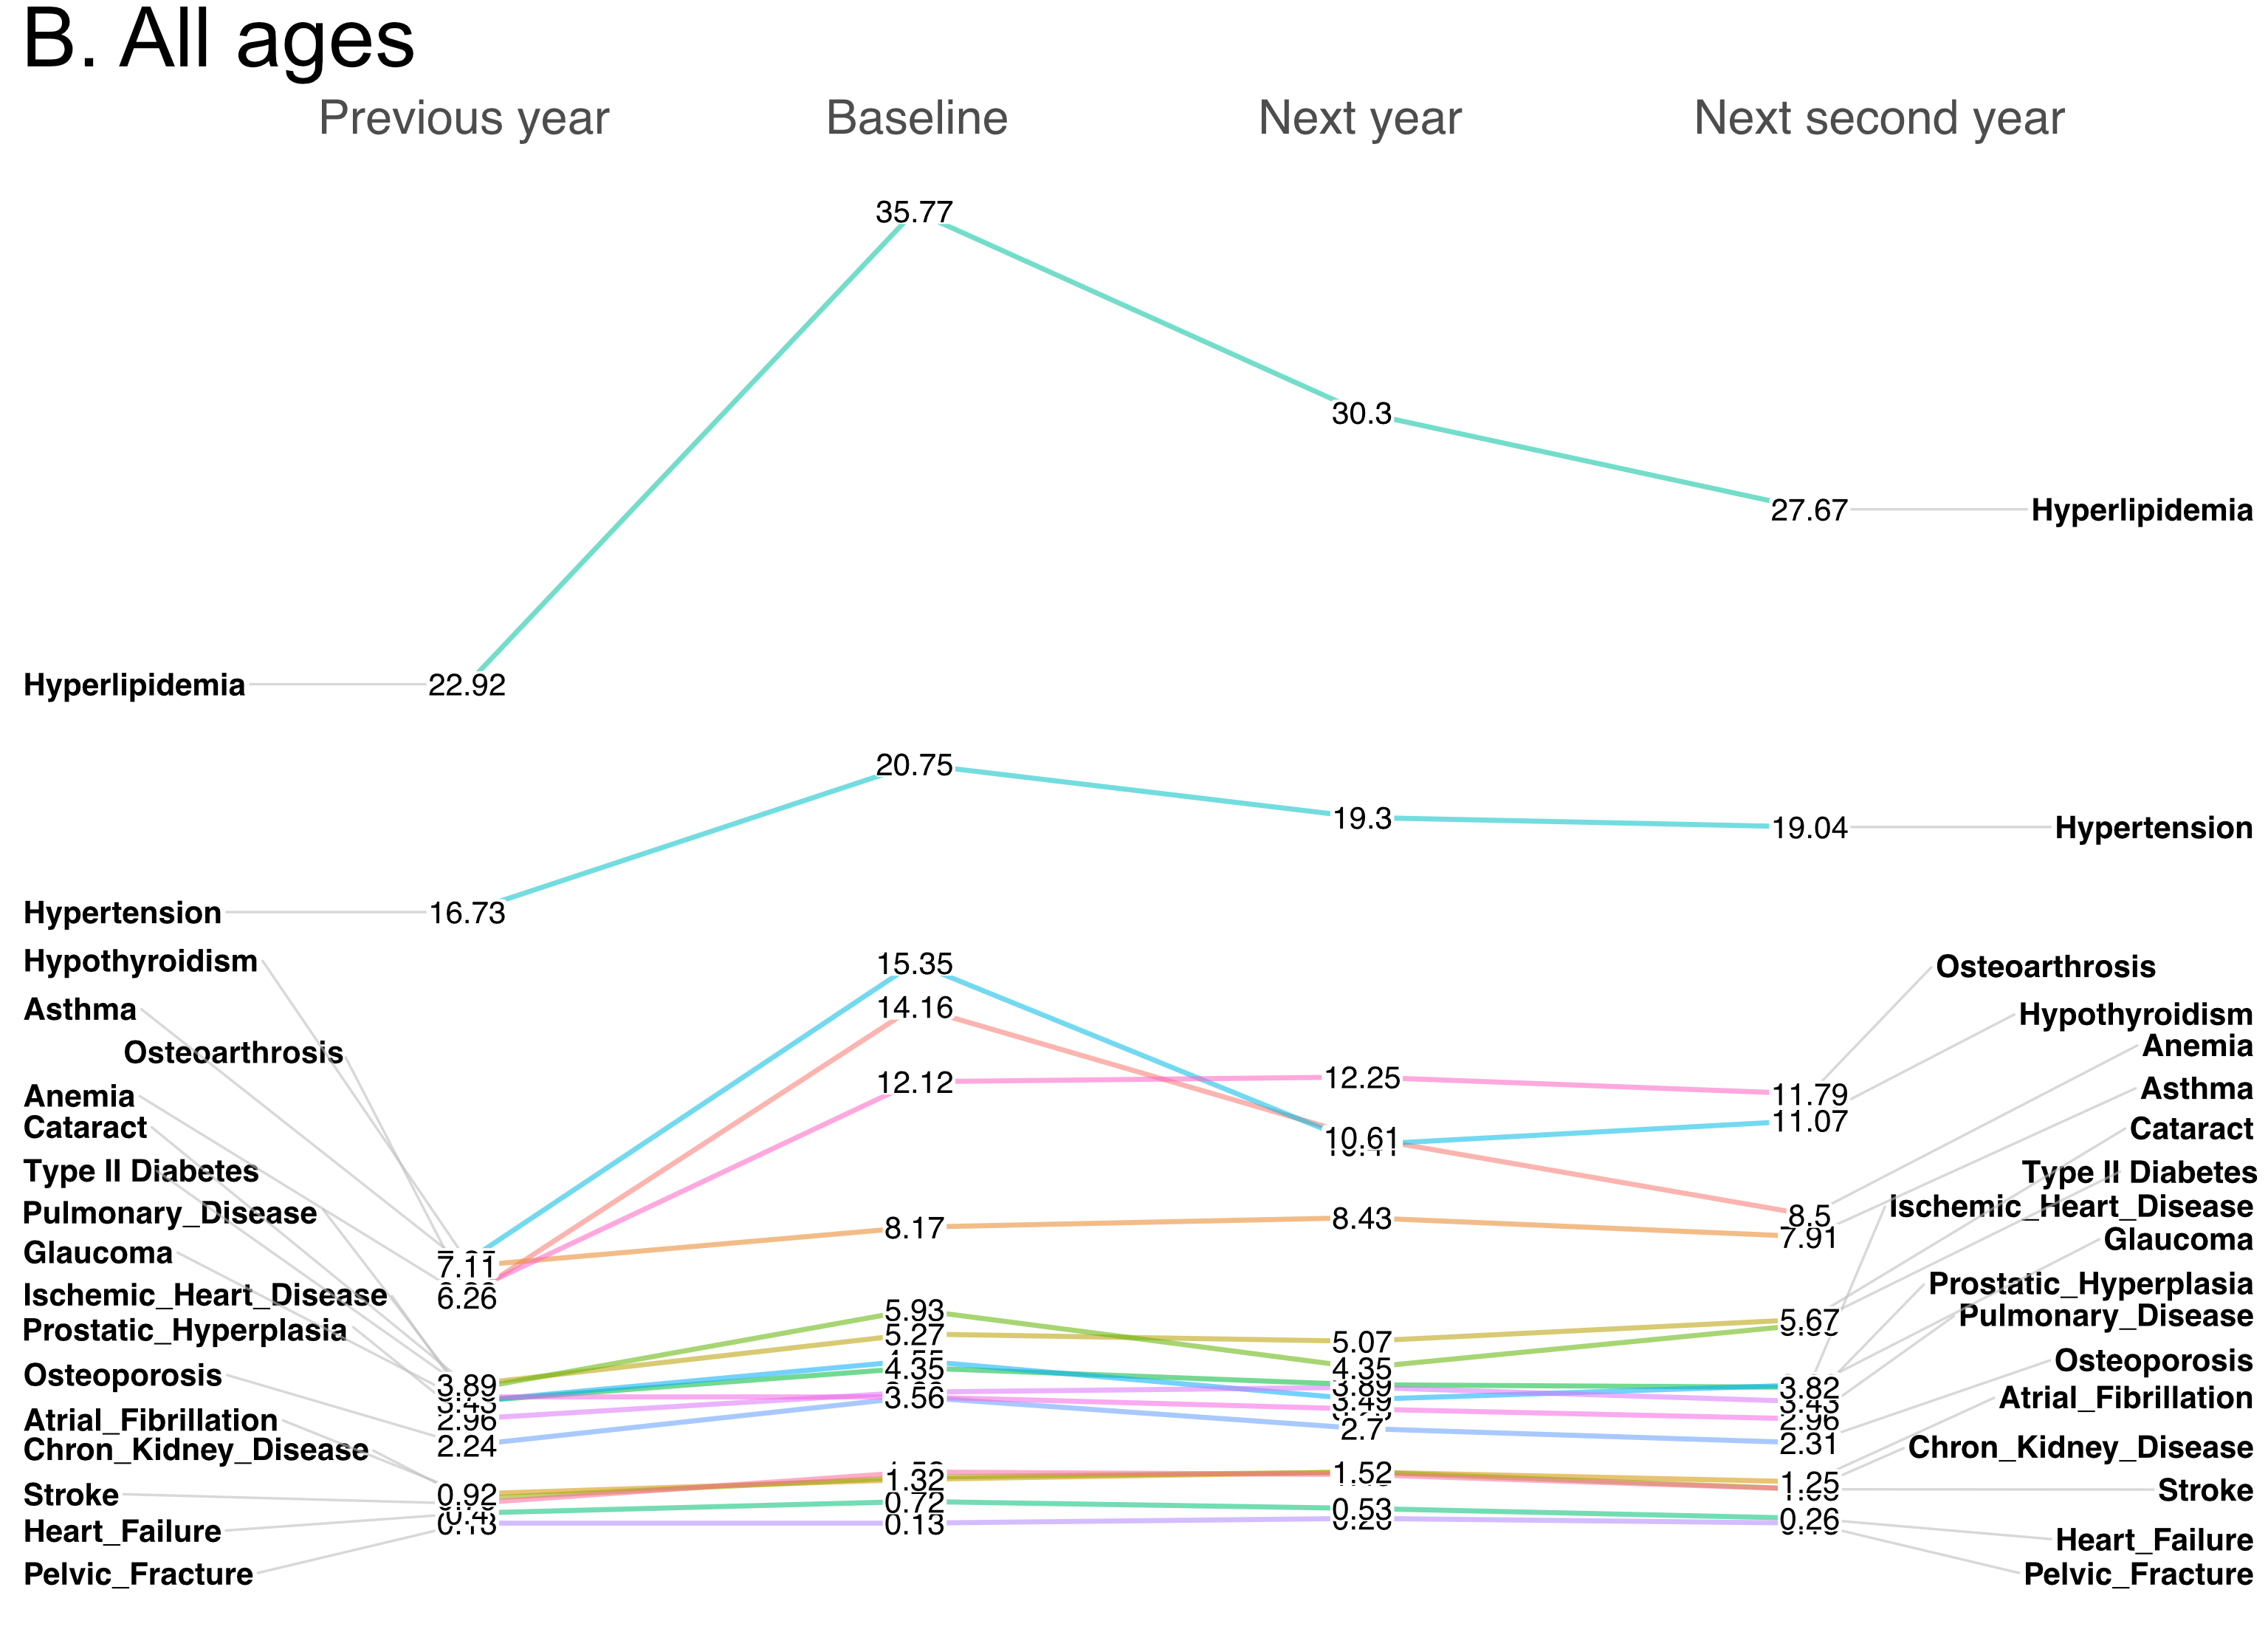 B. All ages
Previous year Baseline Next year Next second year
35.77
30.3
27.67 Hyperlipidemia
Hyperlipidemia 22.92
20.75
19.3
19.04 Hypertension
Hypertension 16.73
Hypothyroidism
15.35
Osteoarthrosis
Asthma
14.16
Hypothyroidism
Osteoarthrosis
Anemia
12.12
12.25
11.79
Asthma
Anemia
11.07
Cataract
10.61
Cataract
Type II Diabetes
Type II Diabetes
Pulmonary_Disease
8.5
Ischemic_Heart_Disease
8.17
8.43
7.91
Glaucoma
Glaucoma
7.11
Ischemic_Heart_Disease
6.26
Prostatic_Hyperplasia
5.93
5.67
Pulmonary_Disease
Prostatic_Hyperplasia
5.27
5.07
Osteoporosis
4.35
4.35
Osteoporosis
3.89
3.89
3.82
3.43
3.56
3.49
3.43
Atrial_Fibrillation
Atrial_Fibrillation
2.96
2.7
2.96
Chron_Kidney_Disease
2.24
2.31
Chron_Kidney_Disease
Stroke
0.92
1.32
1.52
1.25
Stroke
0.72
0.53
0.26
Heart_Failure
0.13
0.13
Heart_Failure
Pelvic_Fracture
Pelvic_Fracture